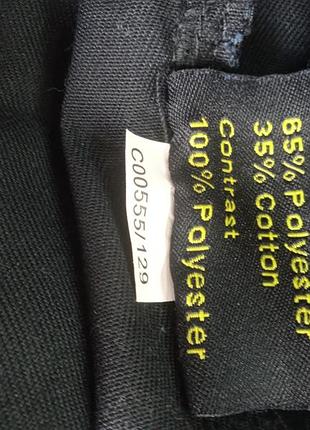 C00555/129
65% Polyester
35% Cotton
Contrast
100% Polyester